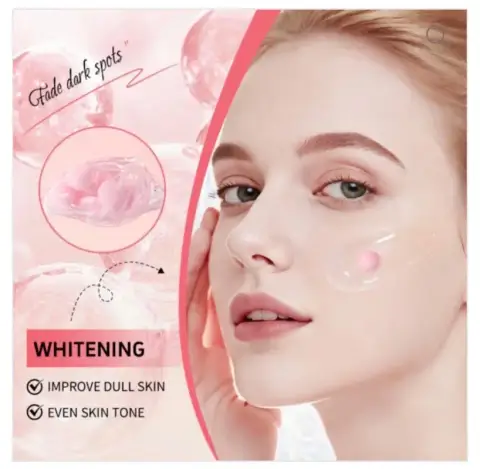 Fade dark spots
WHITENING
IMPROVE DULL SKIN
EVEN SKIN TONE